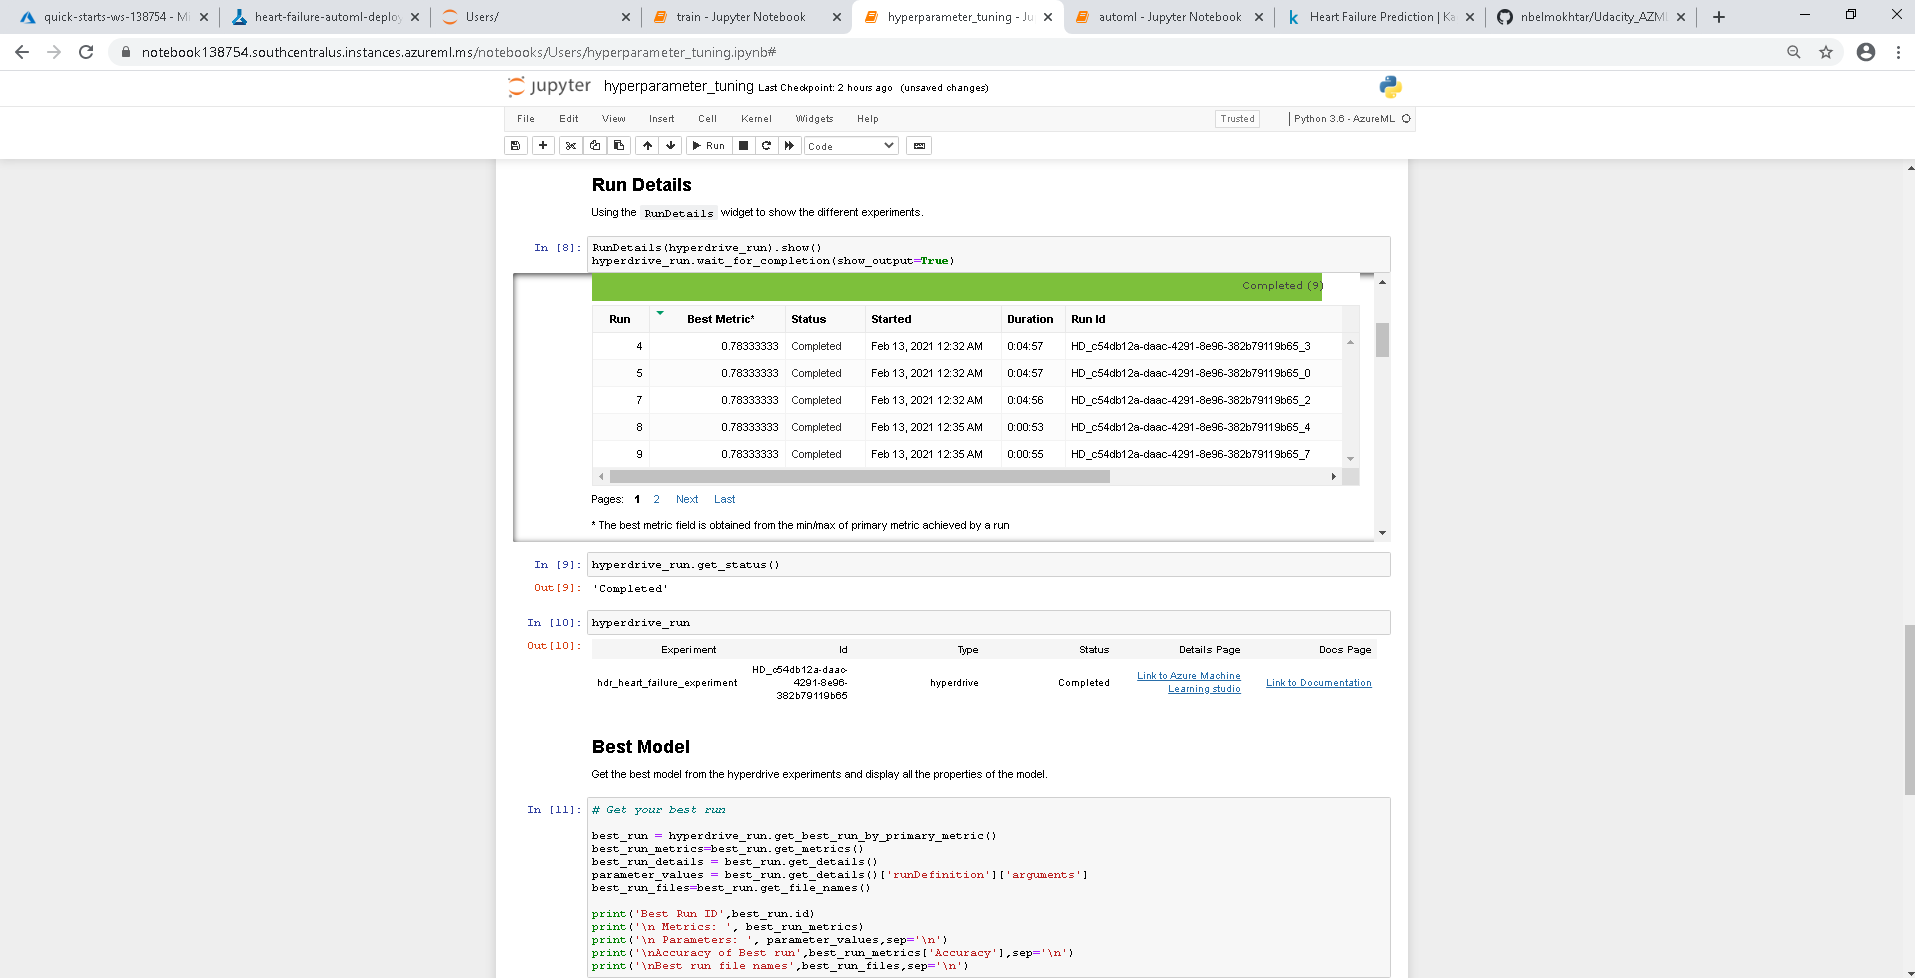 quick-starts-ws-138754 - Mi
heart-failure-automl-deploy
Users/
train - Jupyter Notebook
hyperparameter_tuning - Ju
automl - Jupyter Notebook
Heart Failure Prediction | Ka
nbelmokhtar/Udacity_AZML
notebook138754.southcentralus.instances.azureml.ms/notebooks/Users/hyperparameter_tuning.ipynb#
jupyter hyperparameter_tuning Last Checkpoint: 2 hours ago (unsaved changes)
File Edit View Insert Cell Kernel Widgets Help Trusted Python 3.6 - AzureML
Run Code
Run Details
Using the RunDetails widget to show the different experiments.
In [8]: RunDetails(hyperdrive_run).show()
hyperdrive_run.wait_for_completion(show_output=True)
Completed (9)
Run Best Metric* Status Started Duration Run Id
4 0.78333333 Completed Feb 13, 2021 12:32 AM 0:04:57 HD_c54db12a-daac-4291-8e96-382b79119b65_3
5 0.78333333 Completed Feb 13, 2021 12:32 AM 0:04:57 HD_c54db12a-daac-4291-8e96-382b79119b65_0
7 0.78333333 Completed Feb 13, 2021 12:32 AM 0:04:56 HD_c54db12a-daac-4291-8e96-382b79119b65_2
8 0.78333333 Completed Feb 13, 2021 12:35 AM 0:00:53 HD_c54db12a-daac-4291-8e96-382b79119b65_4
9 0.78333333 Completed Feb 13, 2021 12:35 AM 0:00:55 HD_c54db12a-daac-4291-8e96-382b79119b65_7
Pages: 1 2 Next Last
* The best metric field is obtained from the min/max of primary metric achieved by a run
In [9]: hyperdrive_run.get_status()
Out[9]: 'Completed'
In [10]: hyperdrive_run
Out[10]: Experiment Id Type Status Details Page Docs Page
hdr_heart_failure_experiment
HD_c54db12a-daac-
4291-8e96-
382b79119b65
hyperdrive
Completed
Link to Azure Machine
Learning studio
Link to Documentation
Best Model
Get the best model from the hyperdrive experiments and display all the properties of the model.
In [11]: # Get your best run
best_run = hyperdrive_run.get_best_run_by_primary_metric()
best_run_metrics=best_run.get_metrics()
best_run_details = best_run.get_details()
parameter_values = best_run.get_details()['runDefinition']['arguments']
best_run_files=best_run.get_file_names()
print('Best Run ID',best_run.id)
print('\n Metrics: ', best_run_metrics)
print('\n Parameters: ', parameter_values,sep='\n')
print('\nAccuracy of Best run',best_run_metrics['Accuracy'],sep='\n')
print('\nBest run file names',best_run_files,sep='\n')